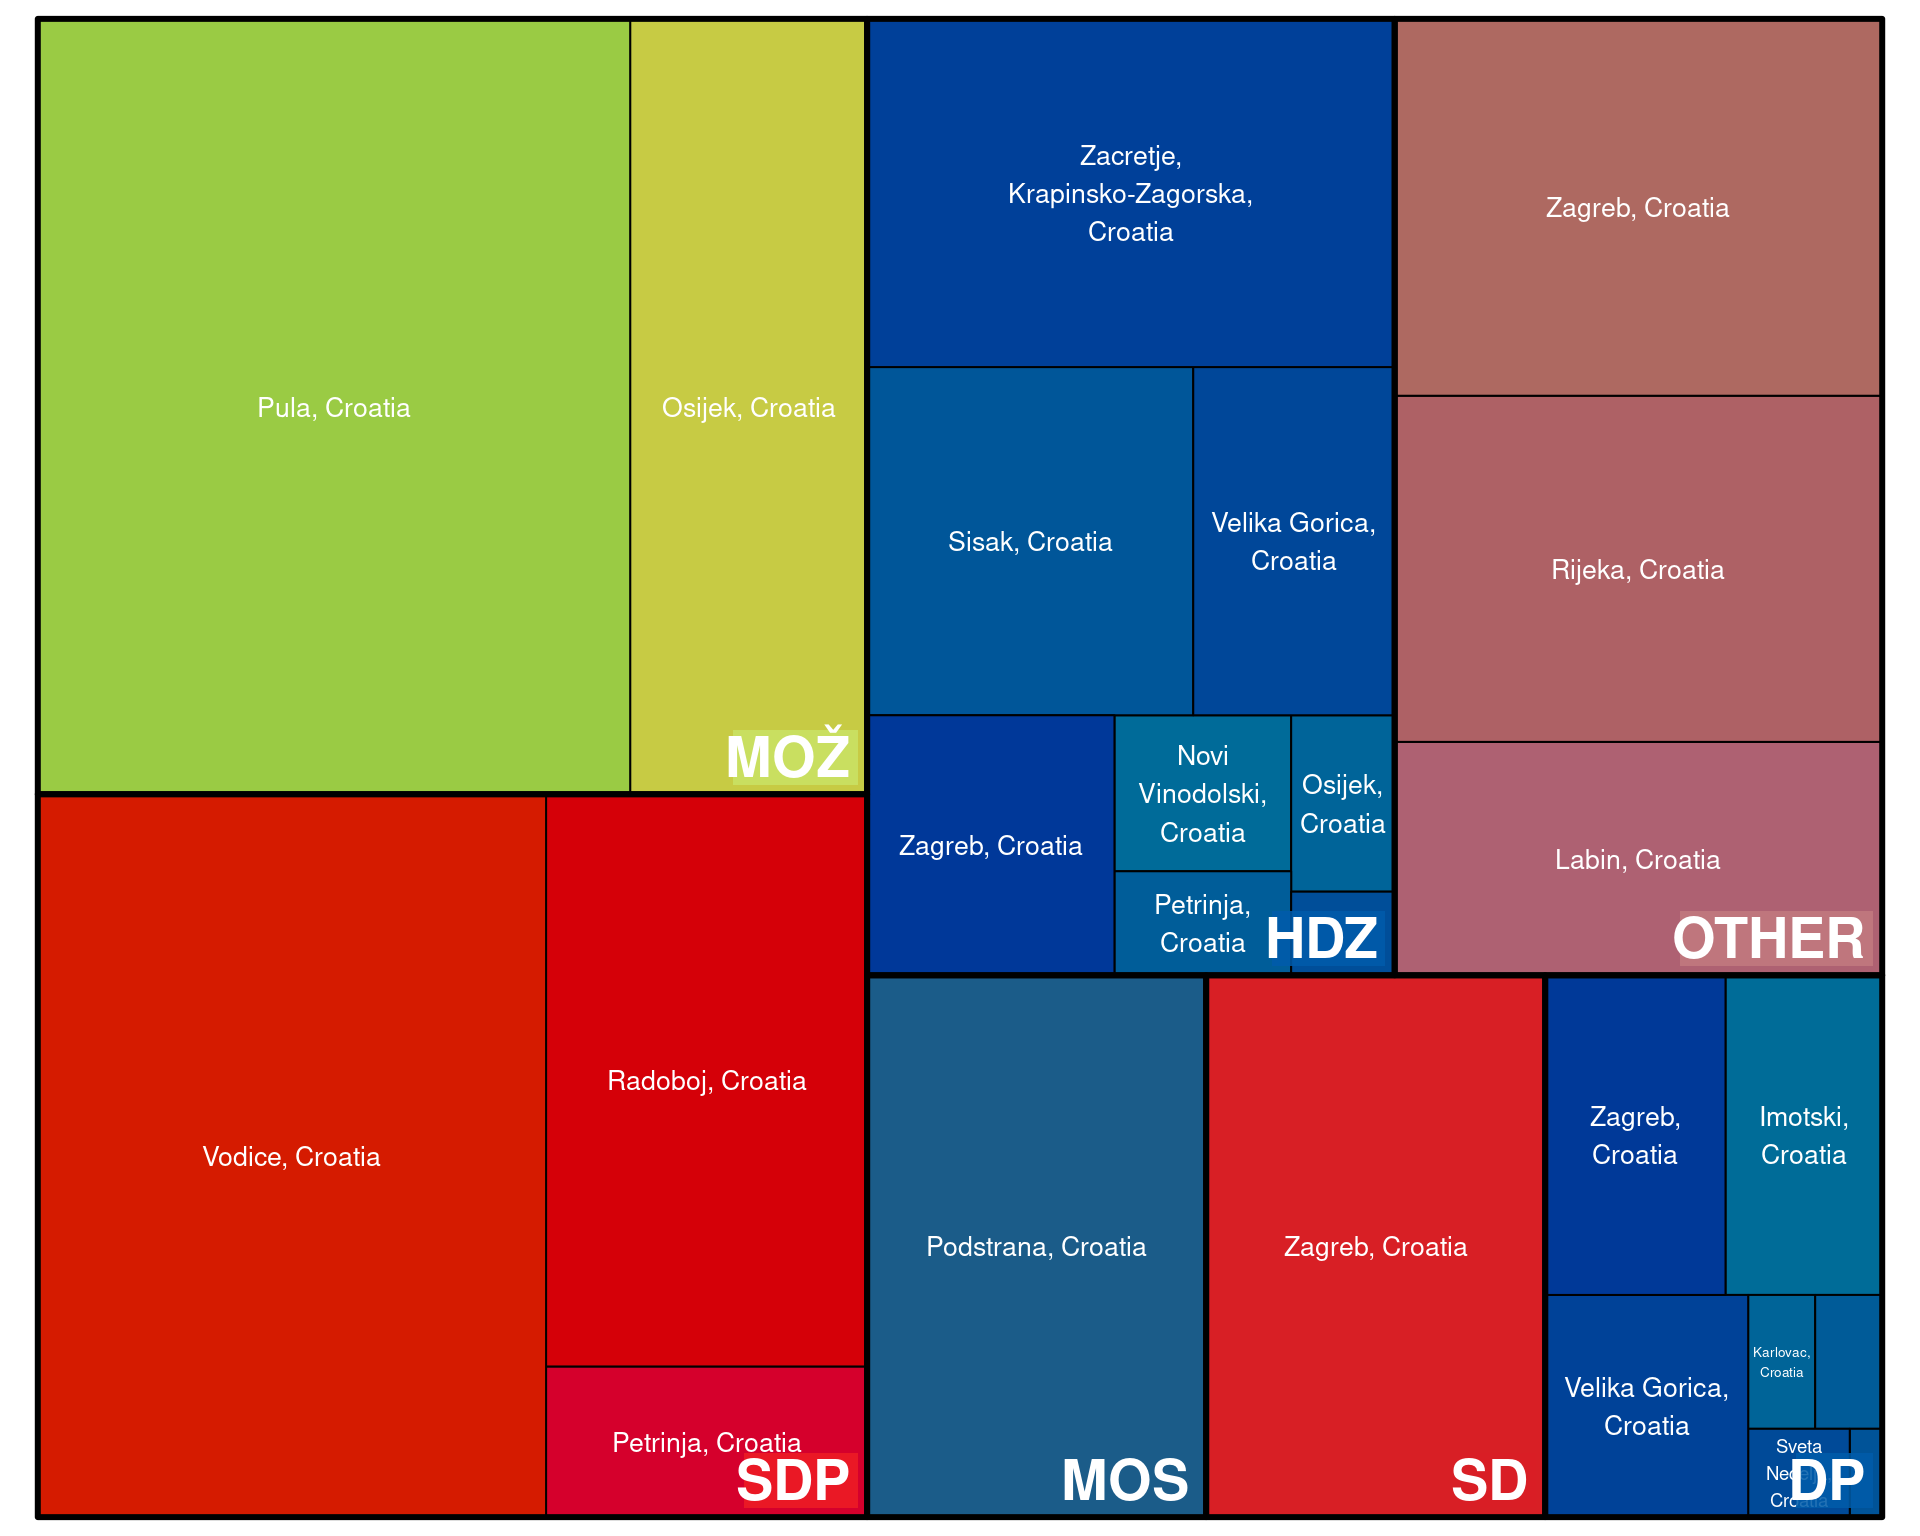 Pula, Croatia
Osijek, Croatia
MOŽ
Vodice, Croatia
Radoboj, Croatia
Petrinja, Croatia
SDP
Zacretje,
Krapinsko-Zagorska,
Croatia
Sisak, Croatia
Velika Gorica,
Croatia
Zagreb, Croatia
Novi
Vinodolski,
Croatia
Osijek,
Croatia
Petrinja,
Croatia
HDZ
Zagreb, Croatia
Rijeka, Croatia
Labin, Croatia
OTHER
Podstrana, Croatia
MOS
Zagreb, Croatia
SD
Zagreb,
Croatia
Imotski,
Croatia
Velika Gorica,
Croatia
Karlovac,
Croatia
Sveta
Croatia
DP